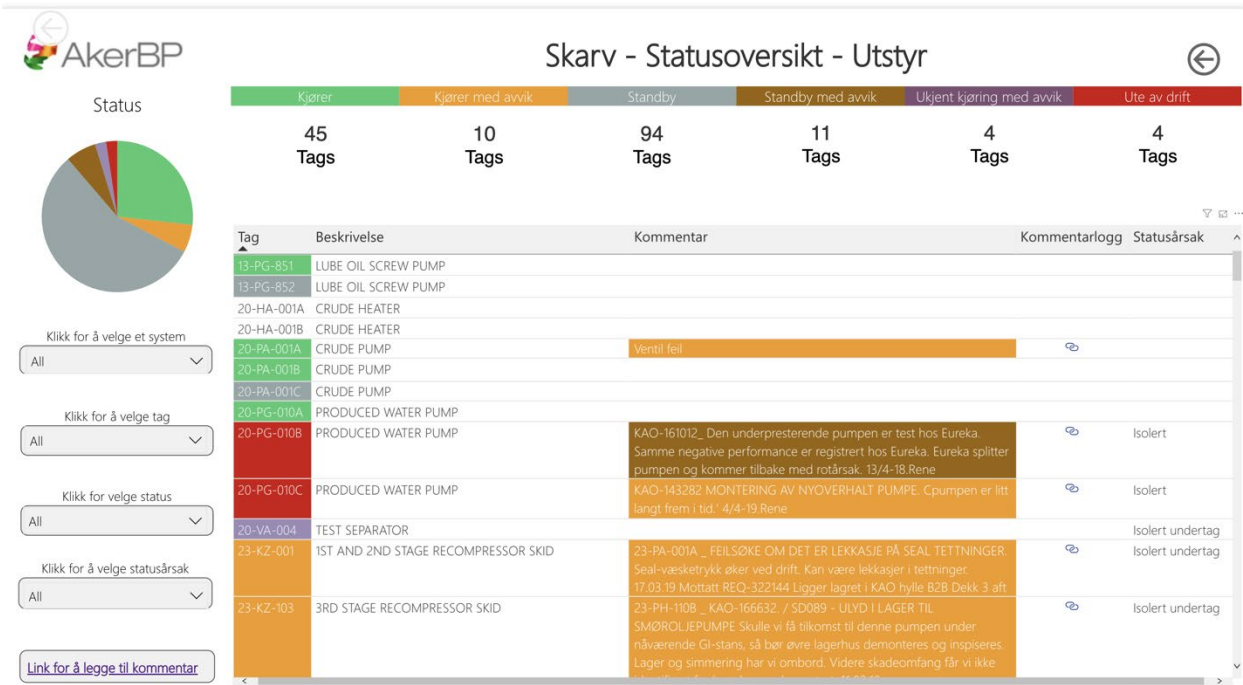 AkerBP
Skarv - Statusoversikt - Utstyr
Status
Kjører Kjører med avvik Standby Standby med avvik Ukjent kjøring med avvik Ute av drift
45 10 94 11 4 4
Tags Tags Tags Tags Tags Tags
Klikk for å velge et system
All
Klikk for å velge tag
All
Klikk for velge status
All
Klikk for å velge statusårsak
All
Link for å legge til kommentar
Tag Beskrivelse Kommentar Kommentarlogg Statusårsak
13-PG-851 LUBE OIL SCREW PUMP
13-PG-852 LUBE OIL SCREW PUMP
20-HA-001A CRUDE HEATER
20-HA-001B CRUDE HEATER
20-PA-001A CRUDE PUMP Ventil feil
20-PA-001B CRUDE PUMP
20-PA-001C CRUDE PUMP
20-PG-010A PRODUCED WATER PUMP
20-PG-010B PRODUCED WATER PUMP KAO-161012_ Den underpresterende pumpen er test hos Eureka. Isolert
Samme negative performance er registrert hos Eureka. Eureka splitter
pumpen og kommer tilbake med rotårsak. 13/4-18.Rene
20-PG-010C PRODUCED WATER PUMP KAO-143282 MONTERING AV NYOVERHALT PUMPE. Cpumpen er litt Isolert
langt frem i tid.' 4/4-19.Rene
20-VA-004 TEST SEPARATOR Isolert undertag
23-KZ-001 1ST AND 2ND STAGE RECOMPRESSOR SKID 23-PA-001A _ FEILSØKE OM DET ER LEKKASJE PÅ SEAL TETTNINGER. Isolert undertag
Seal-væsketrykk øker ved drift. Kan være lekkasjer i tettninger.
17.03.19 Mottatt REQ-322144 Ligger lagret i KAO hylle B2B Dekk 3 aft
23-KZ-103 3RD STAGE RECOMPRESSOR SKID 23-PH-110B _ KAO-166632. / SD089 - ULYD I LAGER TIL Isolert undertag
SMØROLJEPUMPE Skulle vi få tilkomst til denne pumpen under
nåværende GI-stans, så bør øvre lagerhus demonteres og inspiseres.
Lager og simmering har vi ombord. Videre skadeomfang får vi ikke